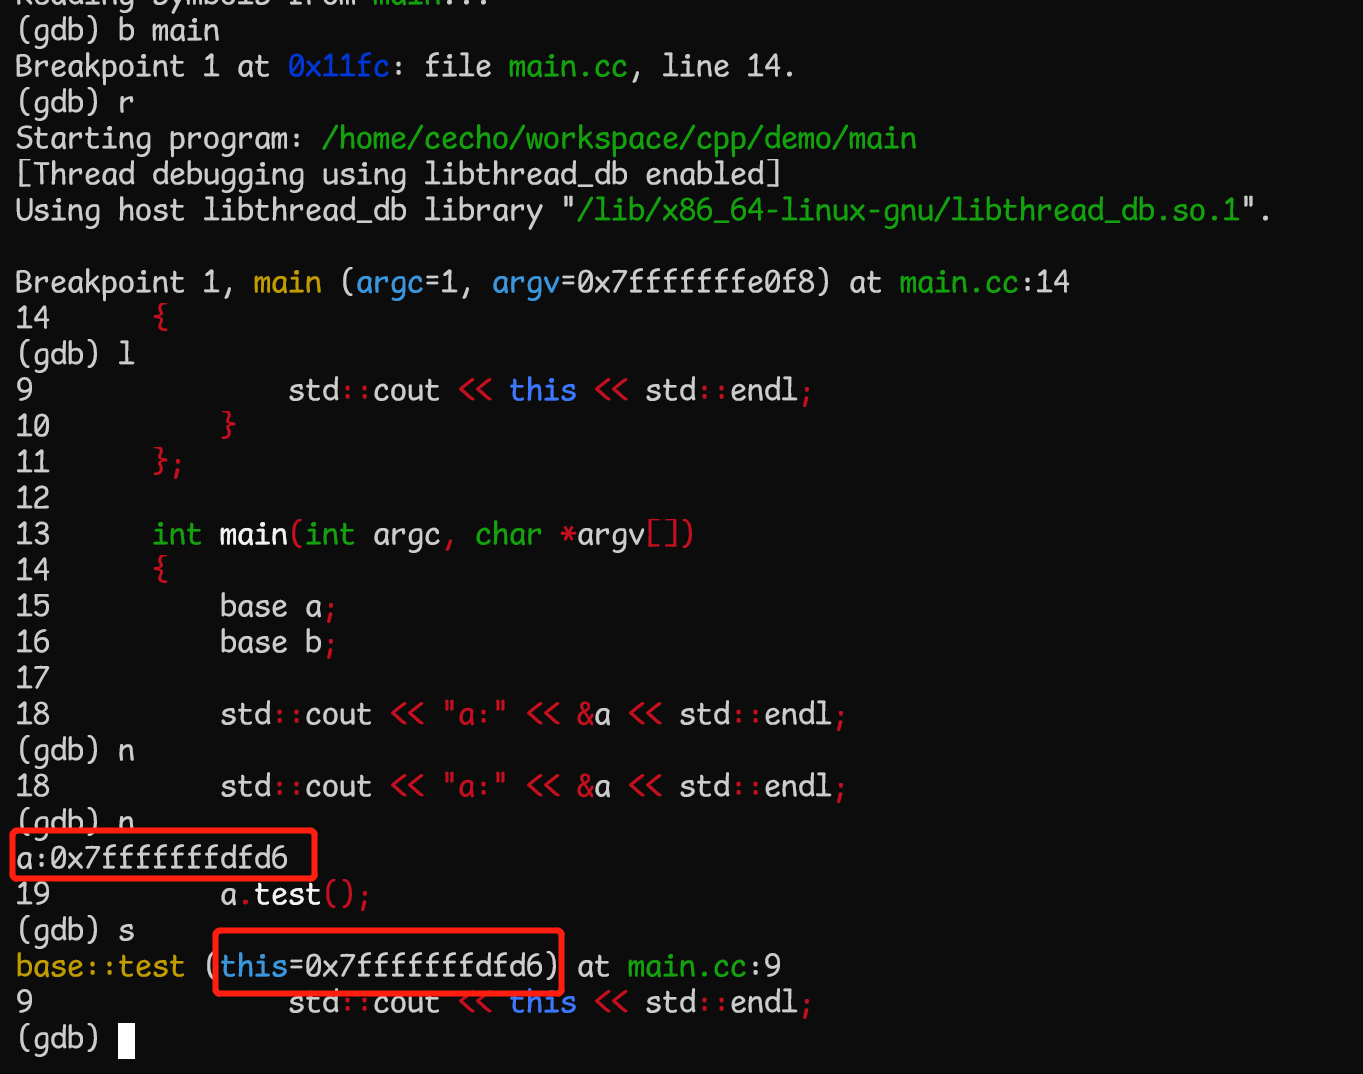 Reading symbols from main...
(gdb) b main
Breakpoint 1 at 0x11fc: file main.cc, line 14.
(gdb) r
Starting program: /home/cecho/workspace/cpp/demo/main
[Thread debugging using libthread_db enabled]
Using host libthread_db library "/lib/x86_64-linux-gnu/libthread_db.so.1".

Breakpoint 1, main (argc=1, argv=0x7fffffffe0f8) at main.cc:14
14      {
(gdb) l
9               std::cout << this << std::endl;
10          }
11      };
12
13      int main(int argc, char *argv[])
14      {
15          base a;
16          base b;
17
18          std::cout << "a:" << &a << std::endl;
(gdb) n
18          std::cout << "a:" << &a << std::endl;
(gdb) n
a:0x7fffffffdfd6
19          a.test();
(gdb) s
base::test (this=0x7fffffffdfd6) at main.cc:9
9               std::cout << this << std::endl;
(gdb)